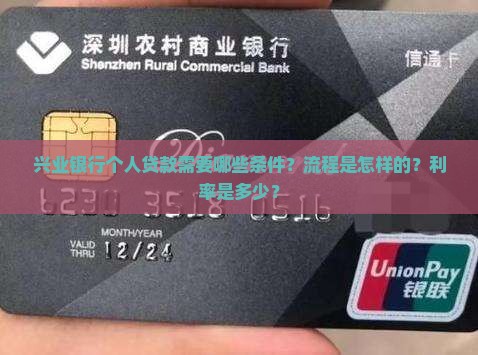 深圳农村商业银行
Shenzhen Rural Commercial Bank
信通卡
兴业银行个人贷款需要哪些条件？流程是怎样的？利
率是多少？
MONTH/YEAR
VALID
THRU
12/24
UnionPay
银联